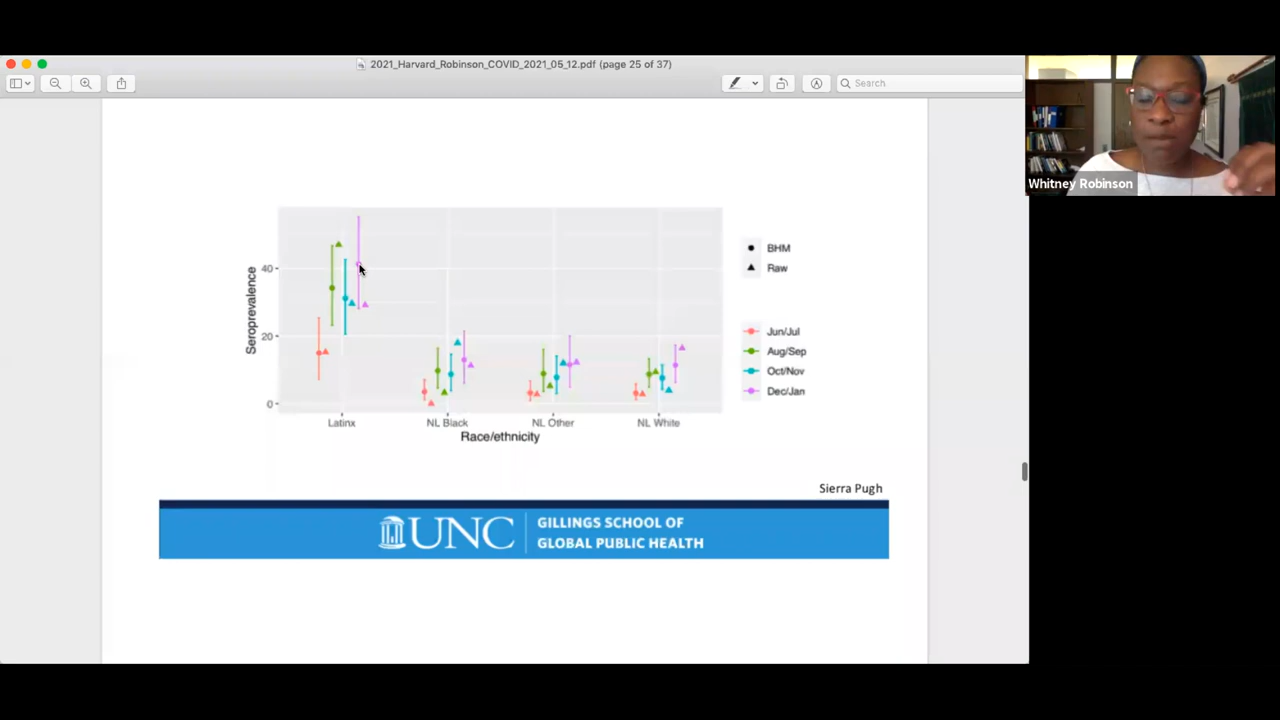 2021_Harvard_Robinson_COVID_2021_05_12.pdf (page 25 of 37)
Search
Whitney Robinson
Seroprevalence
40
20
0
Latinx
NL Black
NL Other
NL White
Race/ethnicity
BHM
Raw
Jun/Jul
Aug/Sep
Oct/Nov
Dec/Jan
Sierra Pugh
UNC
GILLINGS SCHOOL OF
GLOBAL PUBLIC HEALTH